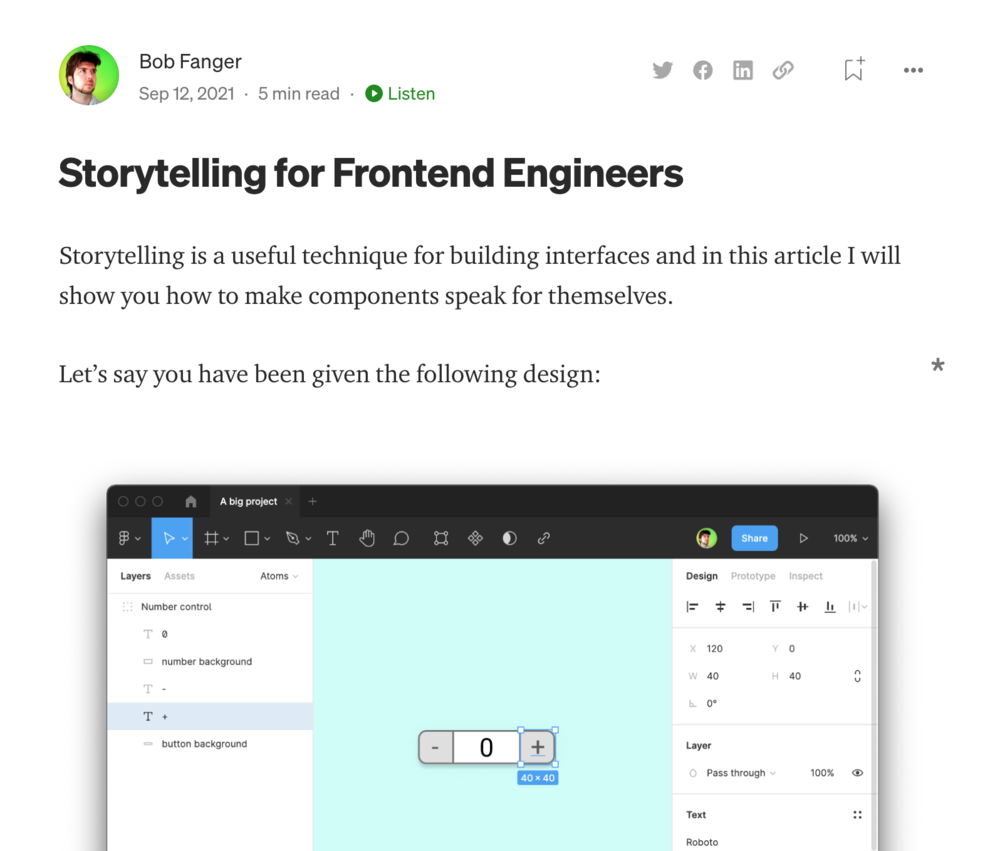 Bob Fanger
Sep 12, 2021 · 5 min read · Listen
Storytelling for Frontend Engineers
Storytelling is a useful technique for building interfaces and in this article I will
show you how to make components speak for themselves.
Let’s say you have been given the following design:
*
A big project
Share
100%
Layers Assets Atoms
Number control
T 0
number background
T -
T +
button background
- 0 +
40 × 40
Design Prototype Inspect
X 120 Y 0
W 40 H 40
0°
Layer
Pass through 100%
Text
Roboto